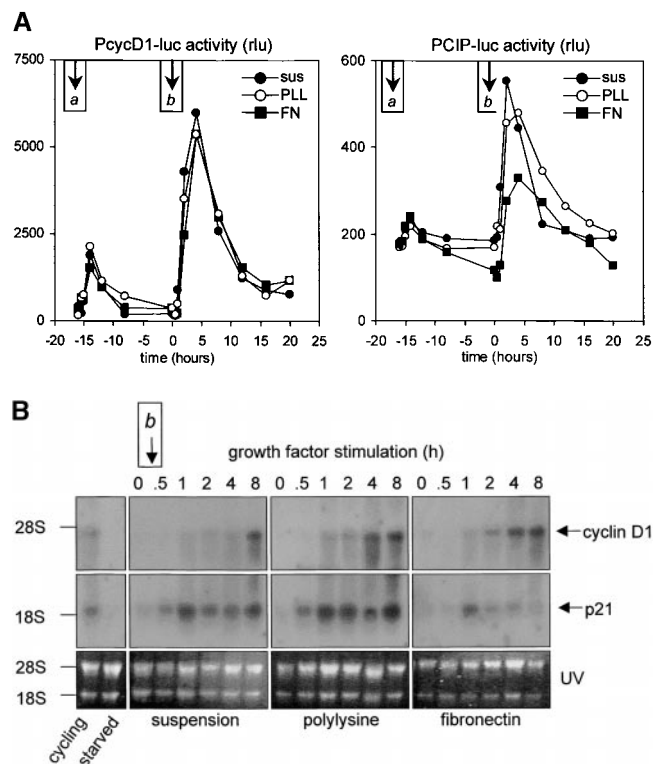 A
PcycD1-luc activity (rlu)
PCIP-luc activity (rlu)
7500
5000
2500
0
a
b
sus
PLL
FN
-20 -15 -10 -5 0 5 10 15 20 25
time (hours)
600
400
200
0
a
b
sus
PLL
FN
-20 -15 -10 -5 0 5 10 15 20 25
time (hours)
B
b
growth factor stimulation (h)
0 .5 1 2 4 8 0 .5 1 2 4 8 0 .5 1 2 4 8
28S
cyclin D1
18S
p21
28S
18S
UV
cycling
starved
suspension
polylysine
fibronectin